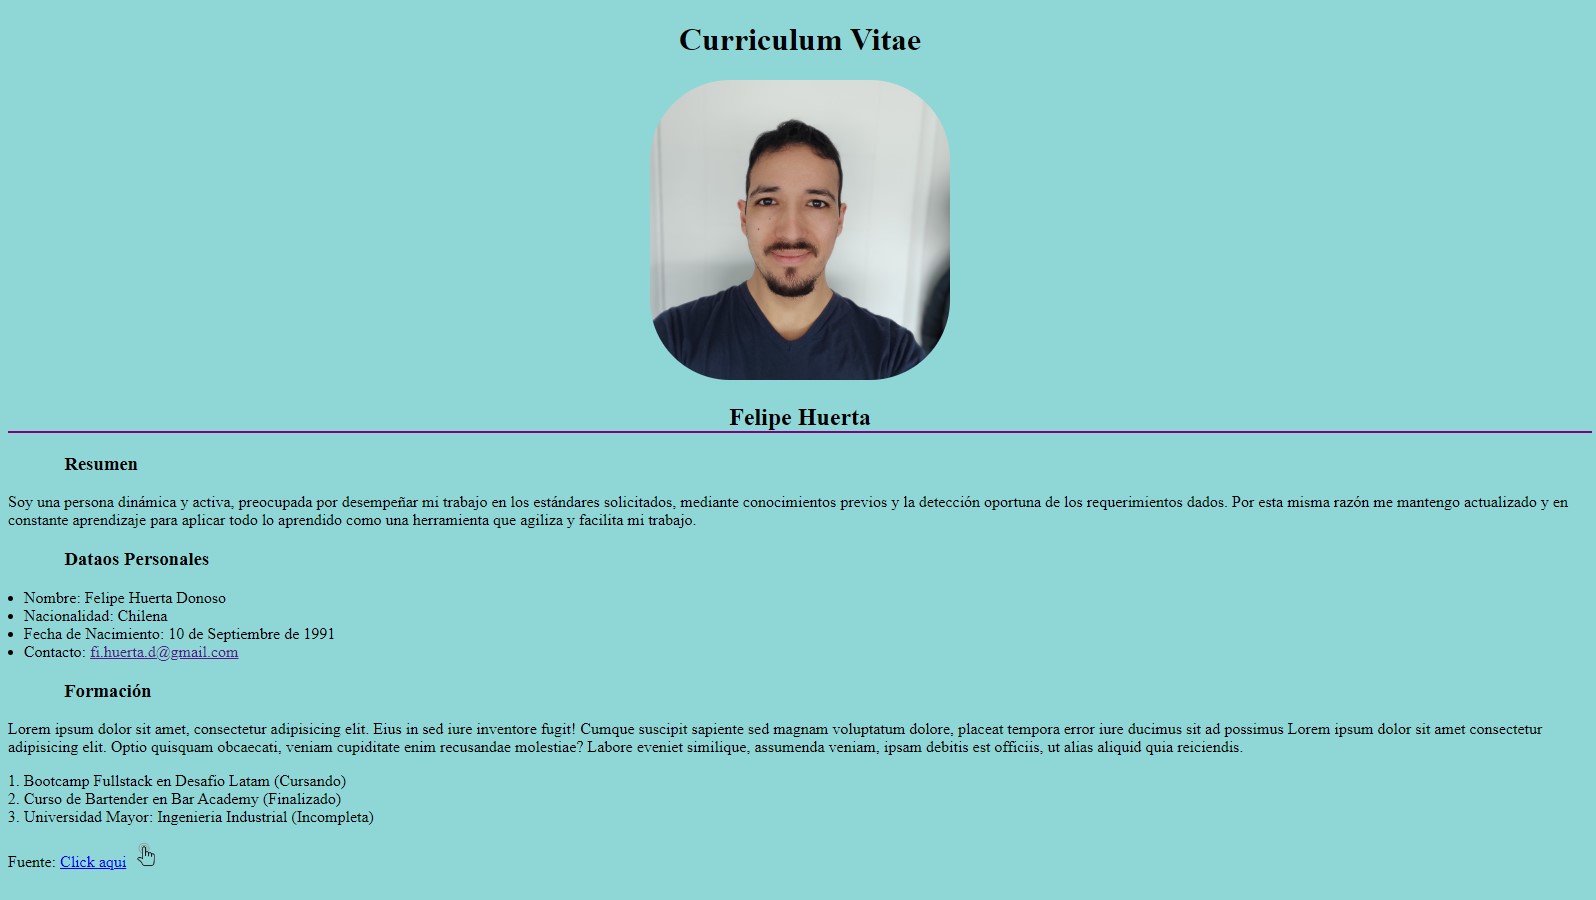 Curriculum Vitae
Felipe Huerta
Resumen
Soy una persona dinámica y activa, preocupada por desempeñar mi trabajo en los estándares solicitados, mediante conocimientos previos y la detección oportuna de los requerimientos dados. Por esta misma razón me mantengo actualizado y en
constante aprendizaje para aplicar todo lo aprendido como una herramienta que agiliza y facilita mi trabajo.
Dataos Personales
• Nombre: Felipe Huerta Donoso
• Nacionalidad: Chilena
• Fecha de Nacimiento: 10 de Septiembre de 1991
• Contacto: fi.huerta.d@gmail.com
Formación
Lorem ipsum dolor sit amet, consectetur adipisicing elit. Eius in sed iure inventore fugit! Cumque suscipit sapiente sed magnam voluptatum dolore, placeat tempora error iure ducimus sit ad possimus Lorem ipsum dolor sit amet consectetur
adipisicing elit. Optio quisquam obcaecati, veniam cupiditate enim recusandae molestiae? Labore eveniet similique, assumenda veniam, ipsam debitis est officiis, ut alias aliquid quia reiciendis.
1. Bootcamp Fullstack en Desafio Latam (Cursando)
2. Curso de Bartender en Bar Academy (Finalizado)
3. Universidad Mayor: Ingenieria Industrial (Incompleta)
Fuente: Click aqui